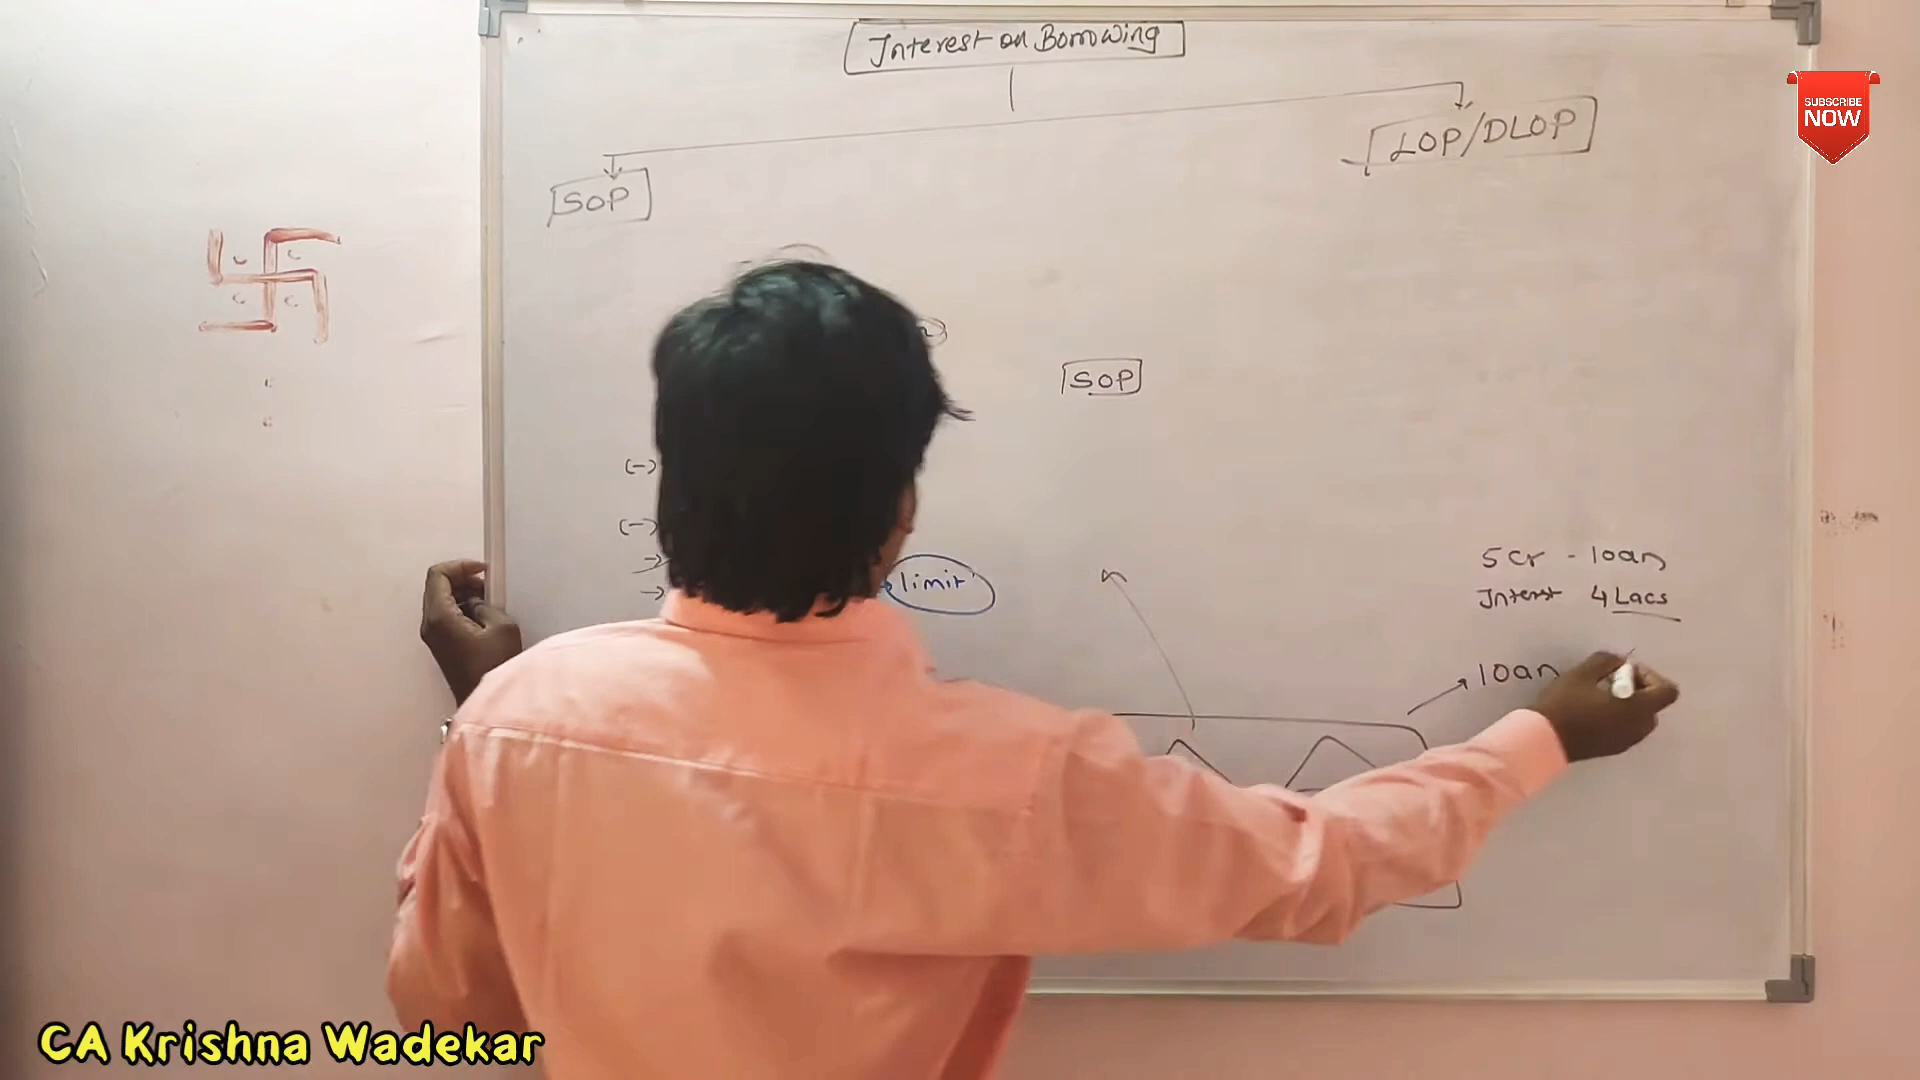 Interest on Borrowing
SUBSCRIBE
NOW
LOP/DLOP
SOP
SOP
(-)
(-)
limit
5 cr - loan
Interest 4 Lacs
loan
CA Krishna Wadekar